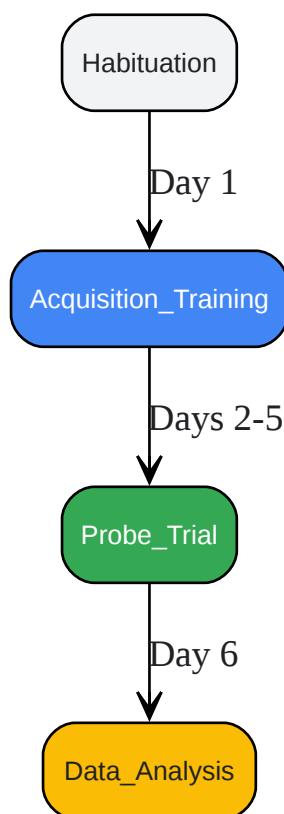 Habituation
Day 1
Acquisition_Training
Days 2-5
Probe_Trial
Day 6
Data_Analysis